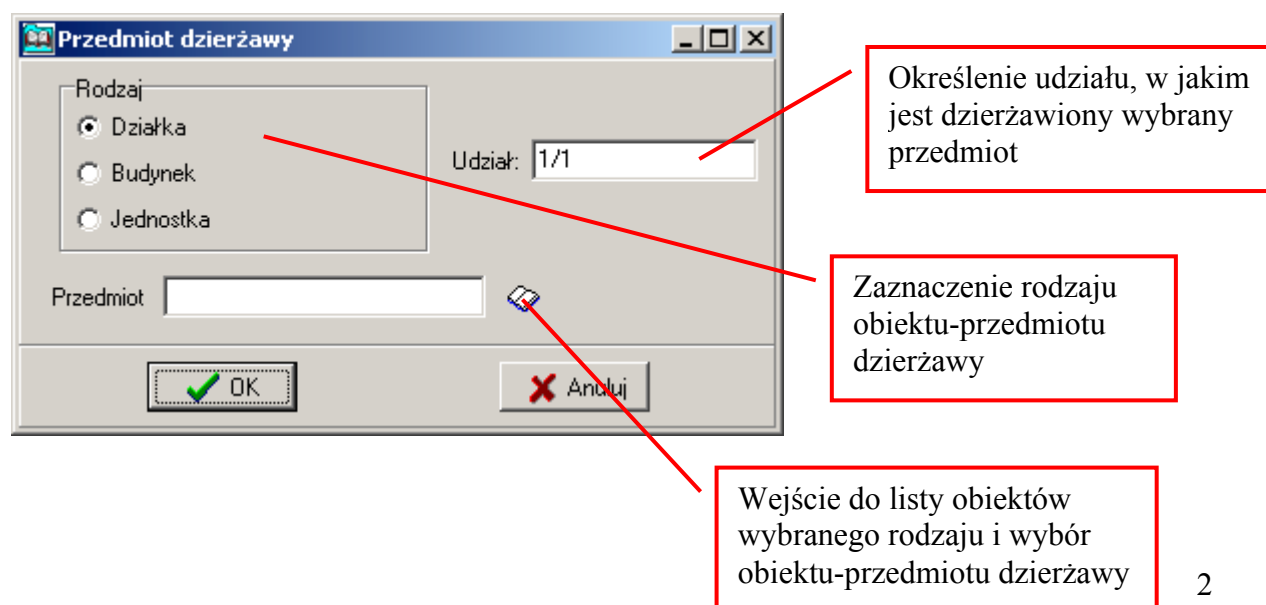 Przedmiot dzierżawy
Rodzaj
Działka
Budynek
Jednostka
Udział: 1/1
Przedmiot
OK
Anuluj
Określenie udziału, w jakim
jest dzierżawiony wybrany
przedmiot
Zaznaczenie rodzaju
obiektu-przedmiotu
dzierżawy
Wejście do listy obiektów
wybranego rodzaju i wybór
obiektu-przedmiotu dzierżawy
2